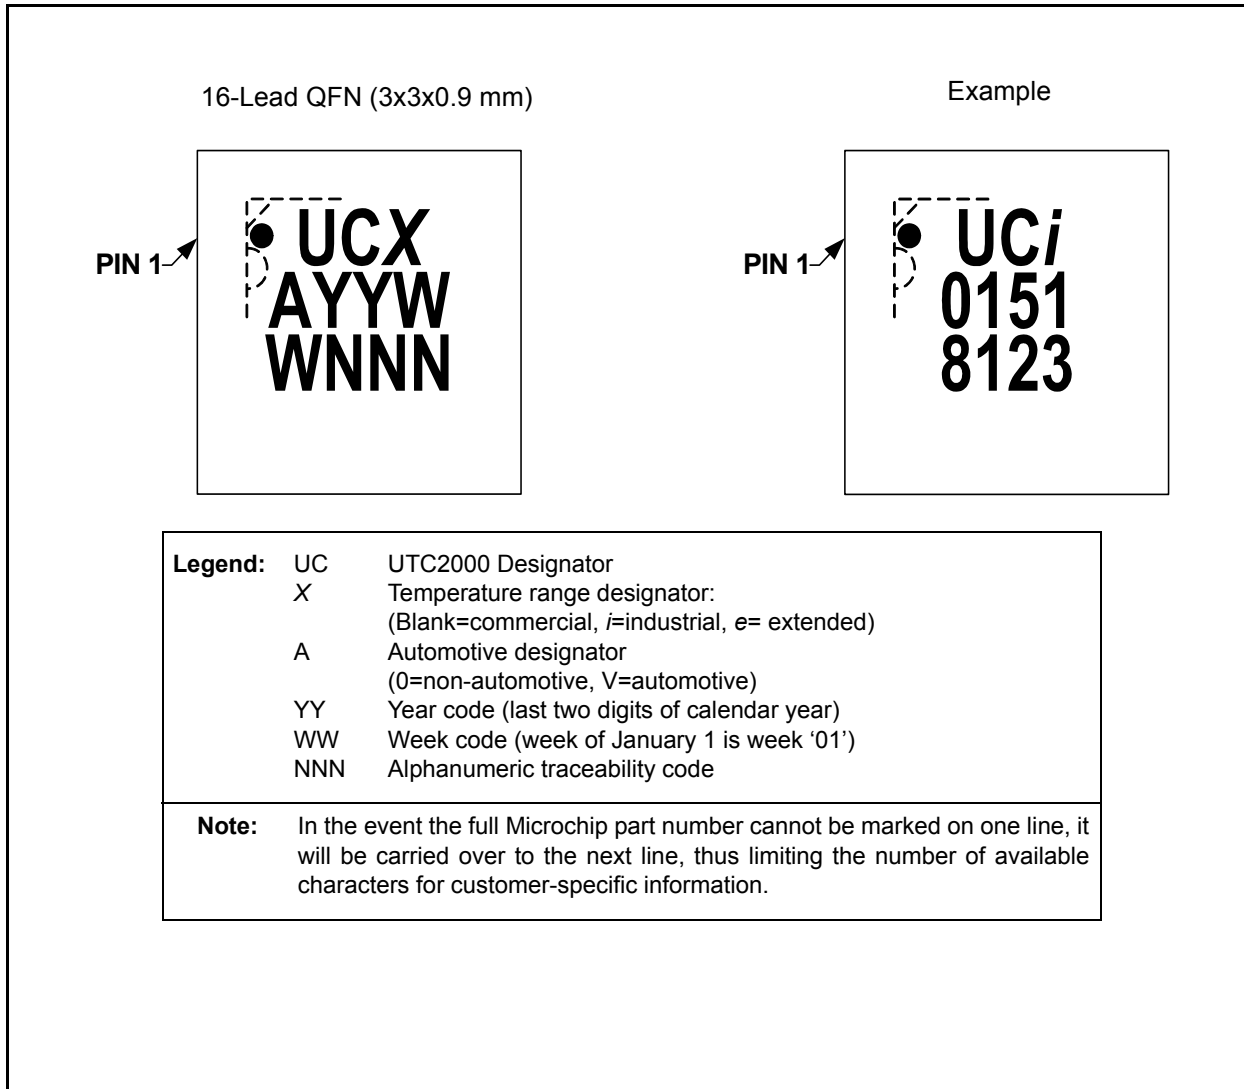 16-Lead QFN (3x3x0.9 mm)
Example
PIN 1
UCX
AYYW
WNNN
PIN 1
UCi
0151
8123
Legend: UC UTC2000 Designator
X Temperature range designator:
(Blank=commercial, i=industrial, e= extended)
A Automotive designator
(0=non-automotive, V=automotive)
YY Year code (last two digits of calendar year)
WW Week code (week of January 1 is week ‘01’)
NNN Alphanumeric traceability code
Note: In the event the full Microchip part number cannot be marked on one line, it
will be carried over to the next line, thus limiting the number of available
characters for customer-specific information.